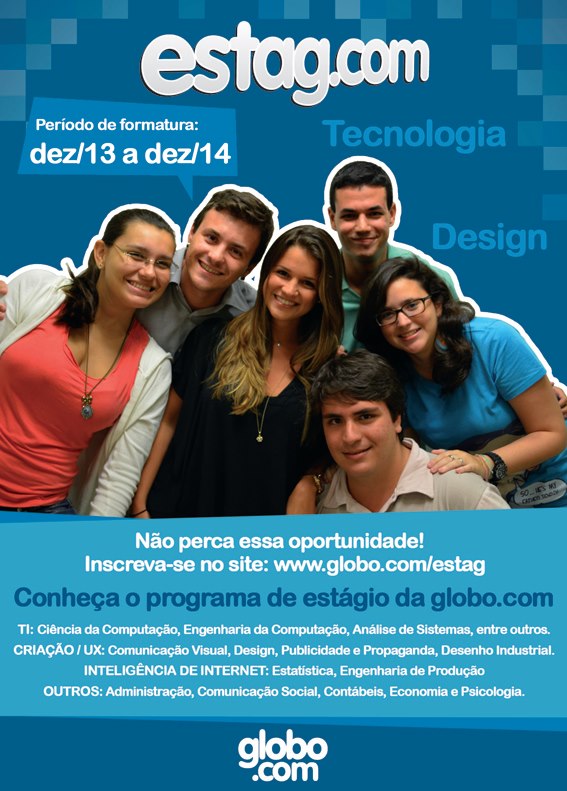 estag.com
Período de formatura:
dez/13 a dez/14
Tecnologia
Design
Não perca essa oportunidade!
Inscreva-se no site: www.globo.com/estag
Conheça o programa de estágio da globo.com
TI: Ciência da Computação, Engenharia da Computação, Análise de Sistemas, entre outros.
CRIAÇÃO / UX: Comunicação Visual, Design, Publicidade e Propaganda, Desenho Industrial.
INTELIGÊNCIA DE INTERNET: Estatística, Engenharia de Produção
OUTROS: Administração, Comunicação Social, Contábeis, Economia e Psicologia.
globo
.com